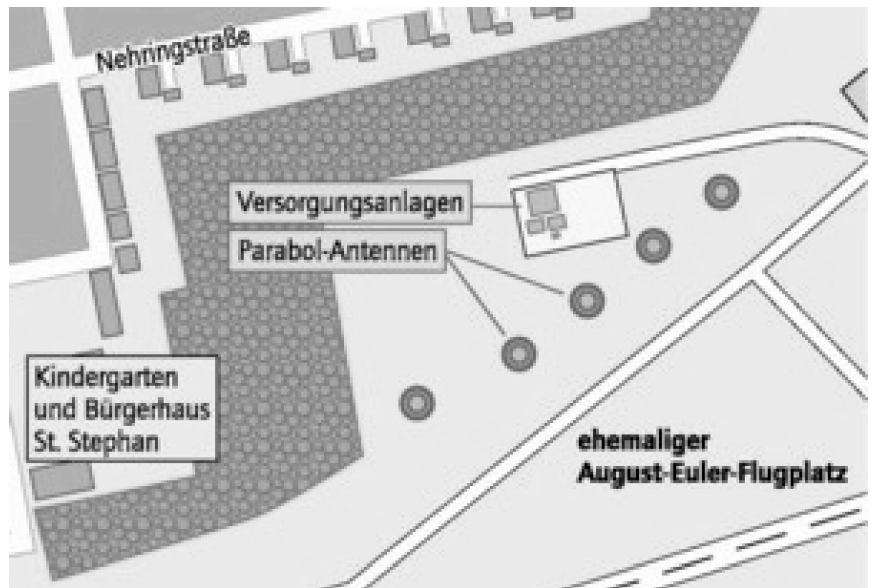 Nehringstraße
Versorgungsanlagen
Parabol-Antennen
Kindergarten
und Bürgerhaus
St. Stephan
ehemaliger
August-Euler-Flugplatz